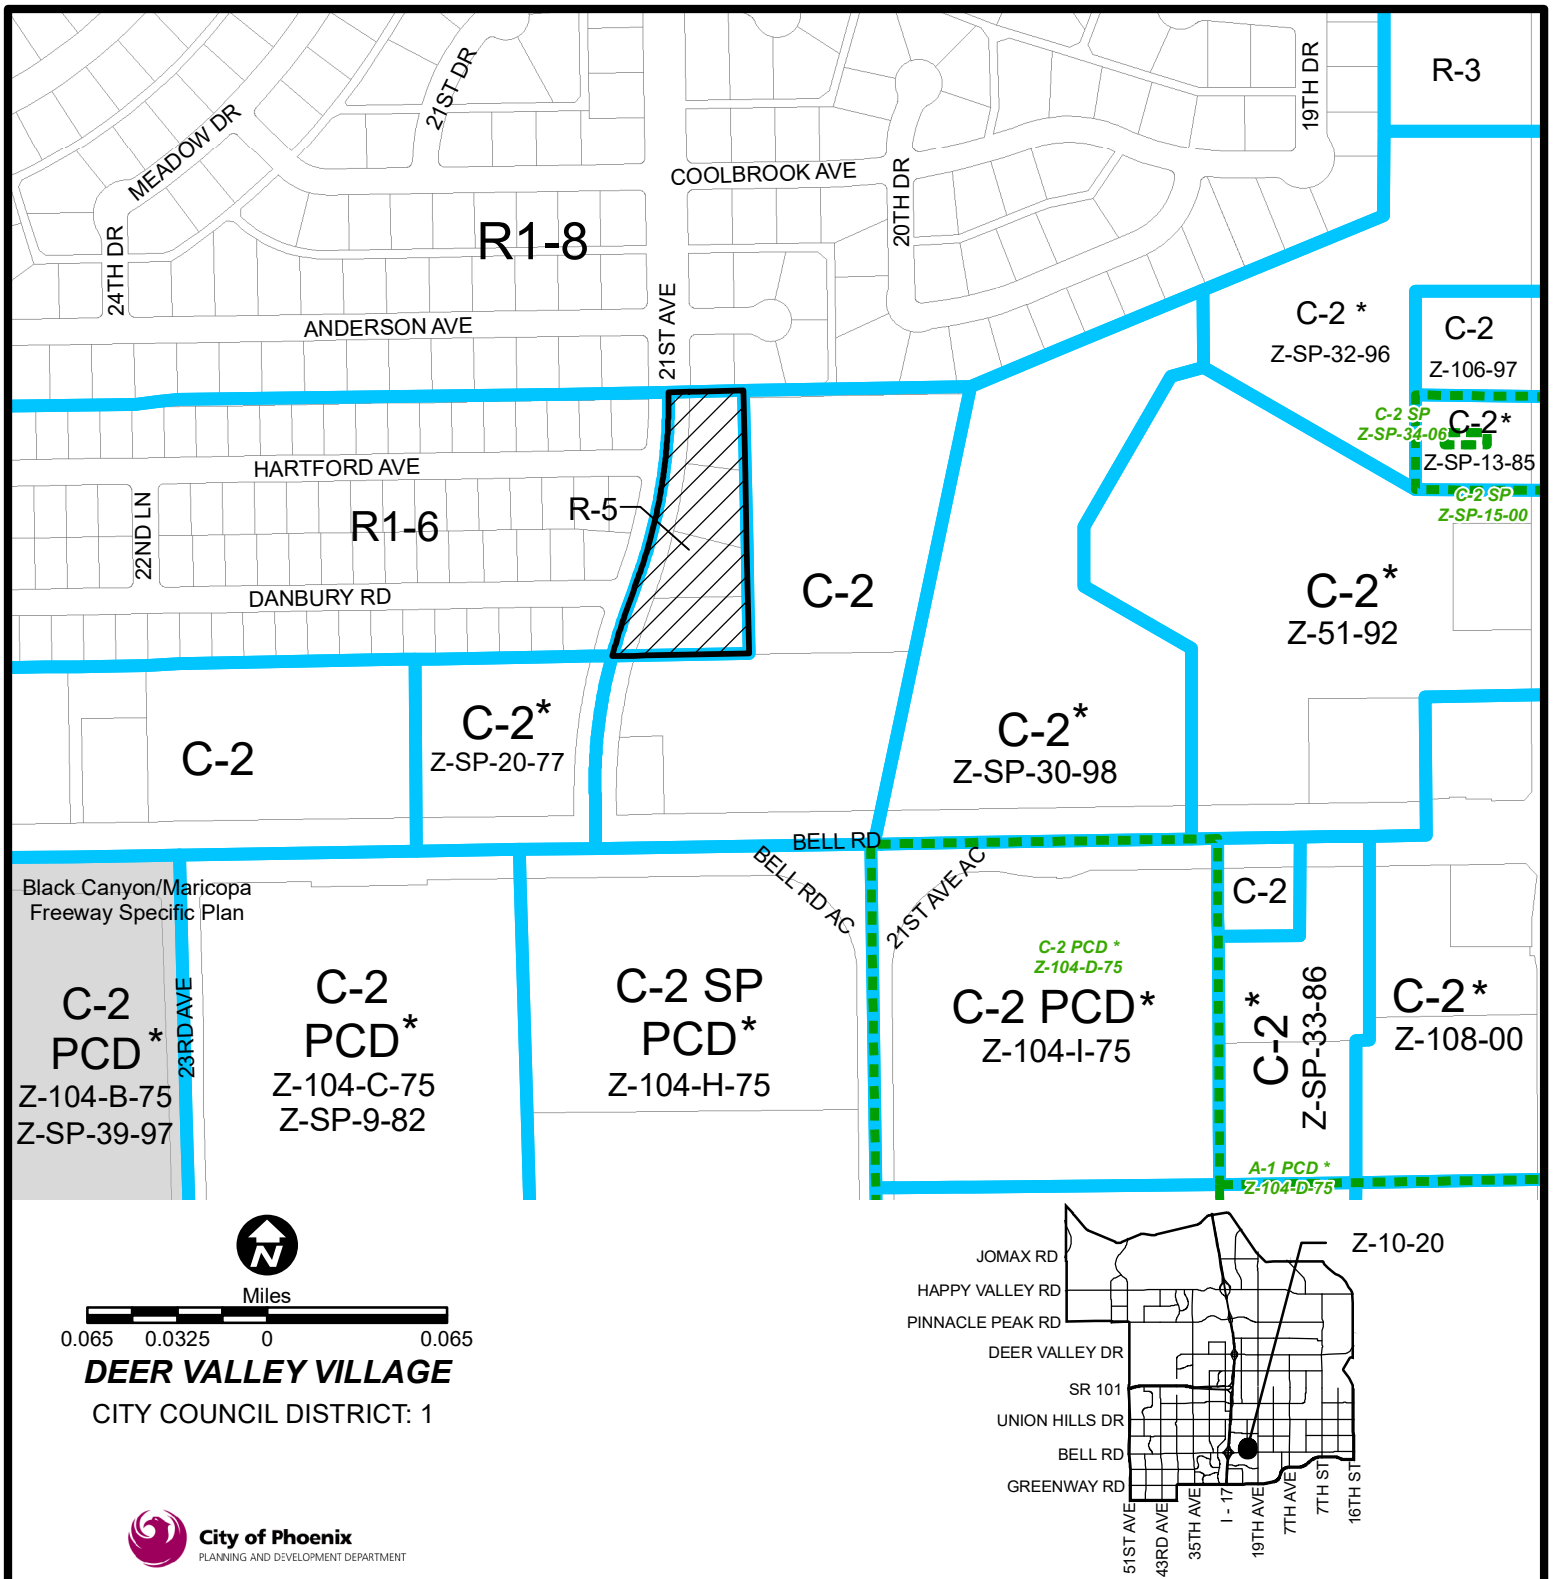 R-3
19TH DR
21ST DR
MEADOW DR
COOLBROOK AVE
20TH DR
R1-8
24TH DR
21ST AVE
ANDERSON AVE
C-2 *
Z-SP-32-96
C-2
Z-106-97
C-2 SP
Z-SP-34-06
C-2*
Z-SP-13-85
C-2 SP
Z-SP-15-00
HARTFORD AVE
22ND LN
R1-6
R-5
DANBURY RD
C-2
C-2*
Z-51-92
C-2
C-2*
Z-SP-20-77
C-2*
Z-SP-30-98
BELL RD
BELL RD AC
21ST AVE AC
Black Canyon/Maricopa
Freeway Specific Plan
C-2
PCD*
Z-104-B-75
Z-SP-39-97
23RD AVE
C-2
PCD*
Z-104-C-75
Z-SP-9-82
C-2 SP
PCD*
Z-104-H-75
C-2 PCD *
Z-104-D-75
C-2 PCD*
Z-104-I-75
C-2
C-2*
Z-SP-33-86
C-2*
Z-108-00
A-1 PCD *
Z-104-D-75
N
Miles
0.065 0.0325 0 0.065
DEER VALLEY VILLAGE
CITY COUNCIL DISTRICT: 1
City of Phoenix
PLANNING AND DEVELOPMENT DEPARTMENT
Z-10-20
JOMAX RD
HAPPY VALLEY RD
PINNACLE PEAK RD
DEER VALLEY DR
SR 101
UNION HILLS DR
BELL RD
GREENWAY RD
51ST AVE
43RD AVE
35TH AVE
I - 17
19TH AVE
7TH AVE
7TH ST
16TH ST